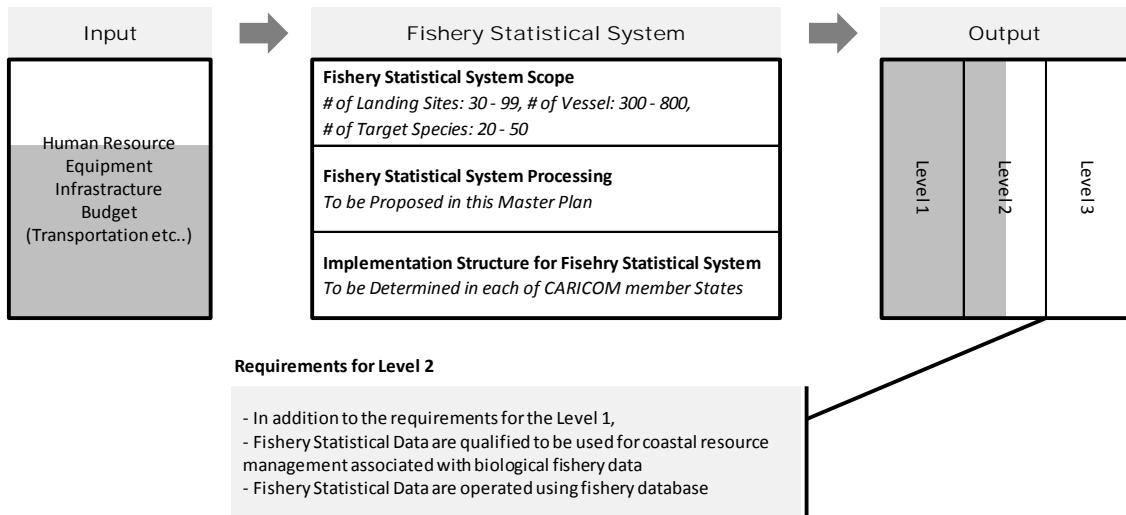 Input
Fishery Statistical System
Output
Fishery Statistical System Scope
# of Landing Sites: 30 - 99, # of Vessel: 300 - 800,
# of Target Species: 20 - 50
Human Resource
Equipment
Infrastracture
Budget
(Transportation etc..)
Fishery Statistical System Processing
To be Proposed in this Master Plan
Implementation Structure for Fisehry Statistical System
To be Determined in each of CARICOM member States
Level 1
Level 2
Level 3
Requirements for Level 2
- In addition to the requirements for the Level 1,
- Fishery Statistical Data are qualified to be used for coastal resource
management associated with biological fishery data
- Fishery Statistical Data are operated using fishery database